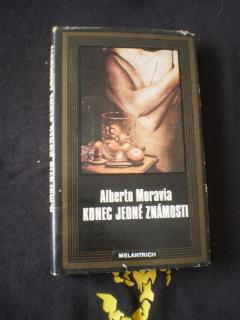 Alberto Moravia
KONEC JEDNÉ ZNÁMOSTI
MELANTRICH